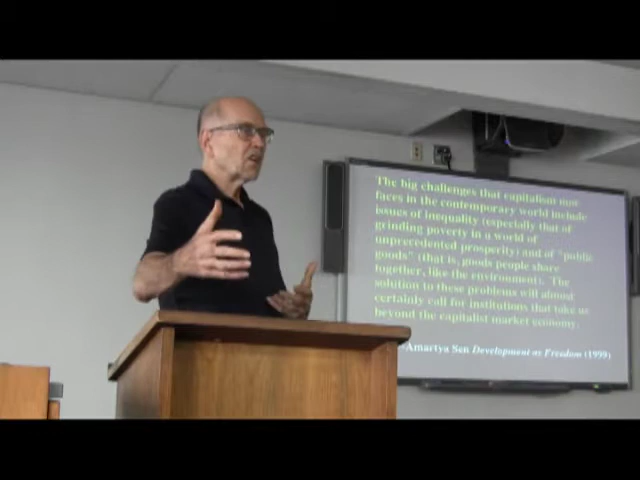 The big challenges that capitalism now
faces in the contemporary world include
issues of inequality (especially that of
grinding poverty in a world of
unprecedented prosperity) and of "public
goods" (that is, goods people share
together, like the environment). The
solution to these problems will almost
certainly call for institutions that take us
beyond the capitalist market economy.
-Amartya Sen Development as Freedom (1999)